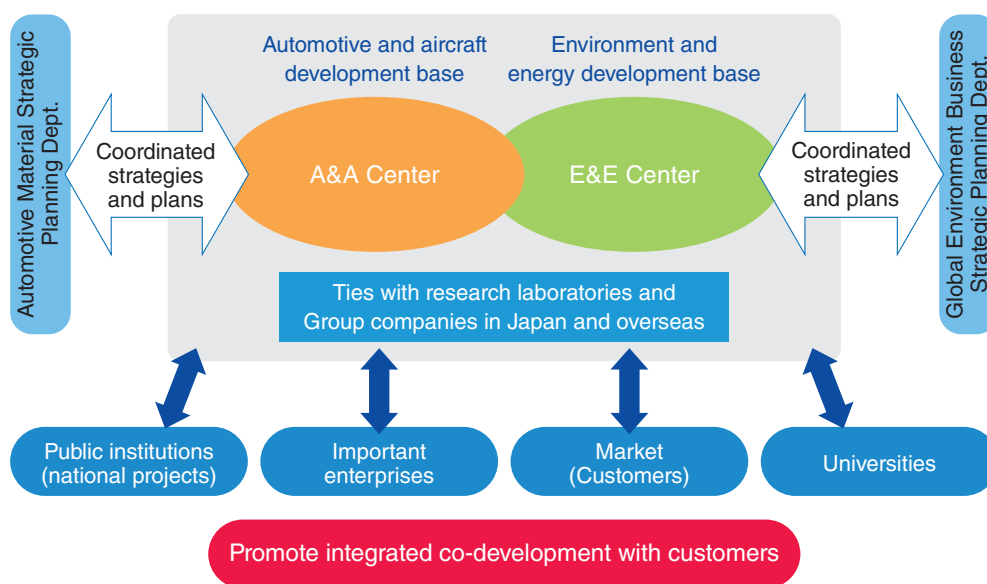 Automotive Material Strategic
Planning Dept.
Coordinated
strategies
and plans
Automotive and aircraft
development base
Environment and
energy development base
A&A Center
E&E Center
Coordinated
strategies
and plans
Global Environment Business
Strategic Planning Dept.
Ties with research laboratories and
Group companies in Japan and overseas
Public institutions
(national projects)
Important
enterprises
Market
(Customers)
Universities
Promote integrated co-development with customers